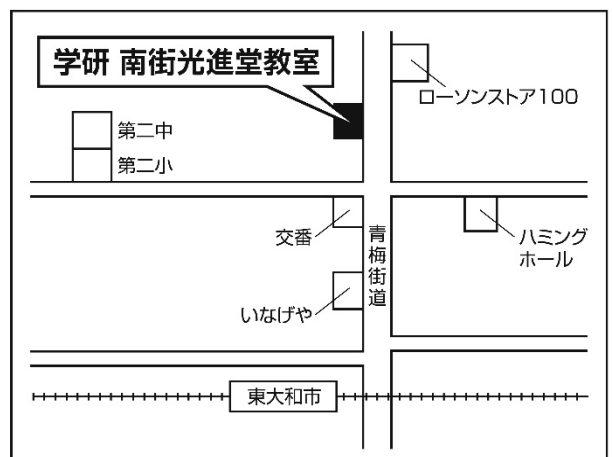 学研 南街光進堂教室
ローソンストア100
第二中
第二小
交番
青梅街道
ハミング
ホール
いなげや
東大和市